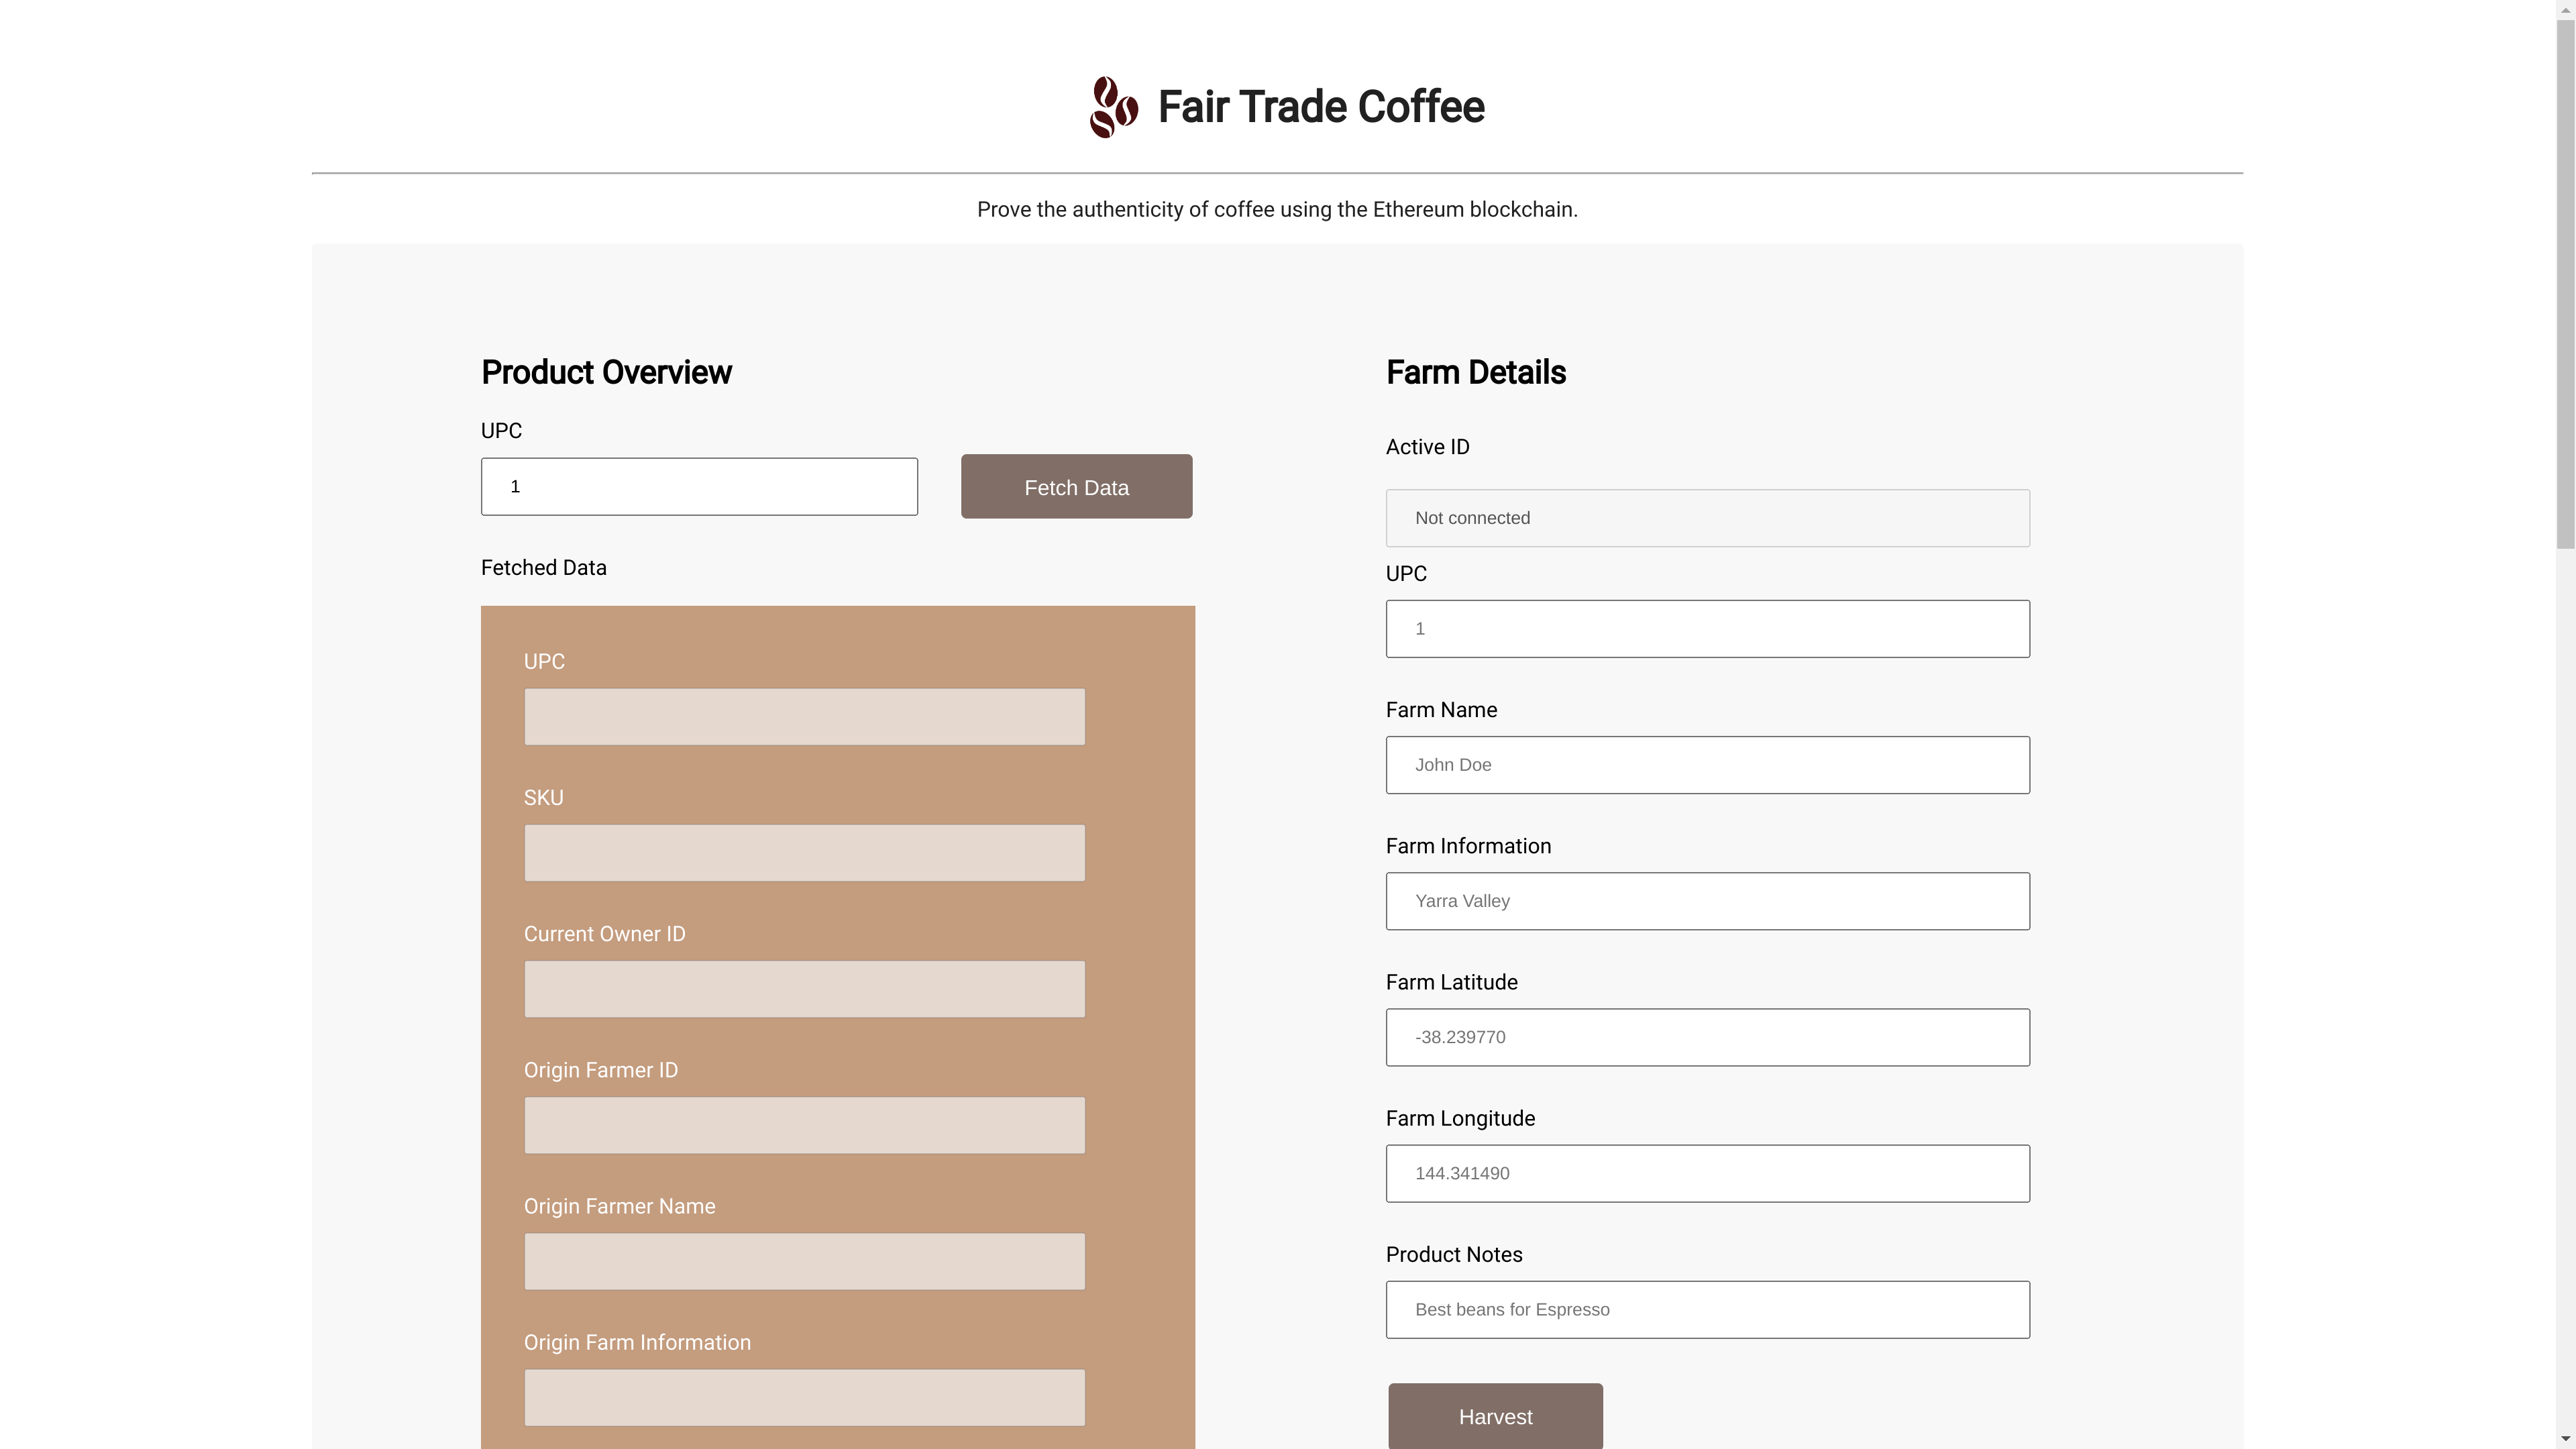 Fair Trade Coffee
Prove the authenticity of coffee using the Ethereum blockchain.
Product Overview
UPC
1
Fetch Data
Fetched Data
UPC
SKU
Current Owner ID
Origin Farmer ID
Origin Farmer Name
Origin Farm Information
Farm Details
Active ID
Not connected
UPC
1
Farm Name
John Doe
Farm Information
Yarra Valley
Farm Latitude
-38.239770
Farm Longitude
144.341490
Product Notes
Best beans for Espresso
Harvest